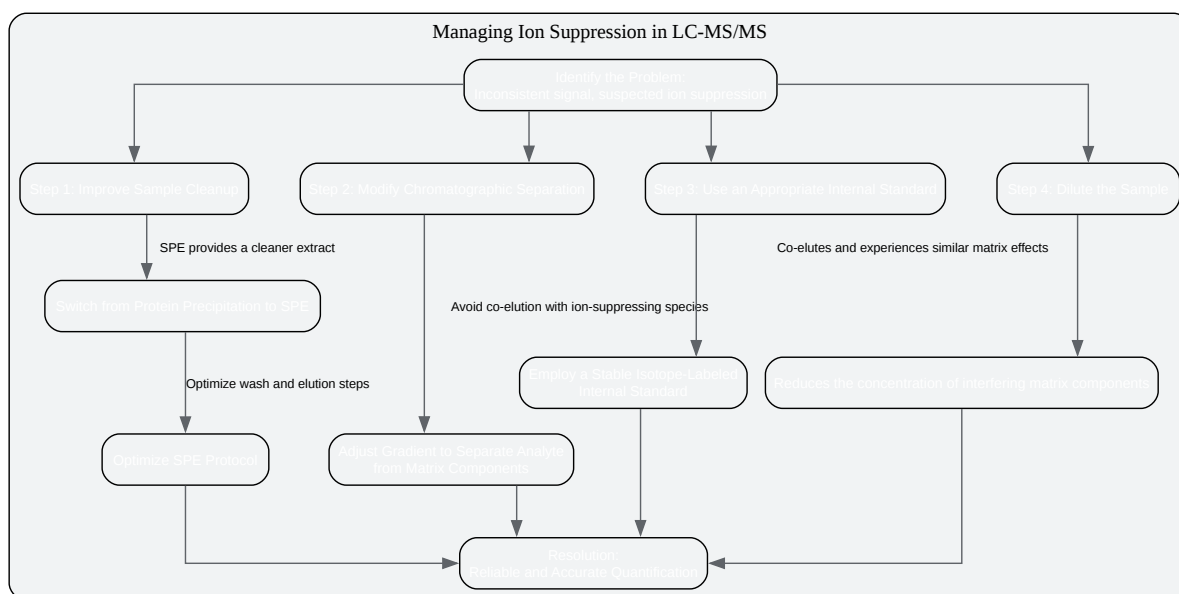 Managing Ion Suppression in LC-MS/MS
Identify the Problem:
Inconsistent signal, suspected ion suppression
Step 1: Improve Sample Cleanup
Step 2: Modify Chromatographic Separation
Step 3: Use an Appropriate Internal Standard
Step 4: Dilute the Sample
SPE provides a cleaner extract
Co-elutes and experiences similar matrix effects
Switch from Protein Precipitation to SPE
Avoid co-elution with ion-suppressing species
Optimize wash and elution steps
Employ a Stable Isotope-Labeled
Internal Standard
Reduces the concentration of interfering matrix components
Optimize SPE Protocol
Adjust Gradient to Separate Analyte
from Matrix Components
Resolution:
Reliable and Accurate Quantification